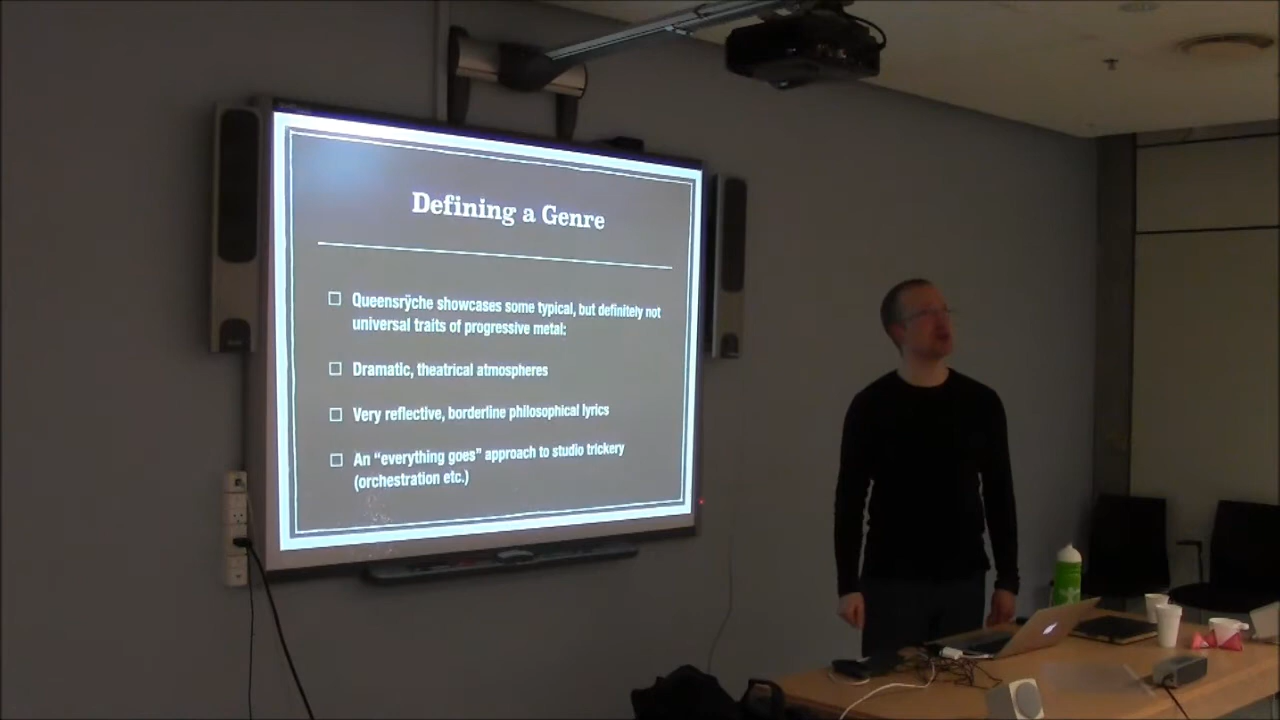 Defining a Genre
Queensrÿche showcases some typical, but definitely not
universal traits of progressive metal:
Dramatic, theatrical atmospheres
Very reflective, borderline philosophical lyrics
An “everything goes” approach to studio trickery
(orchestration etc.)